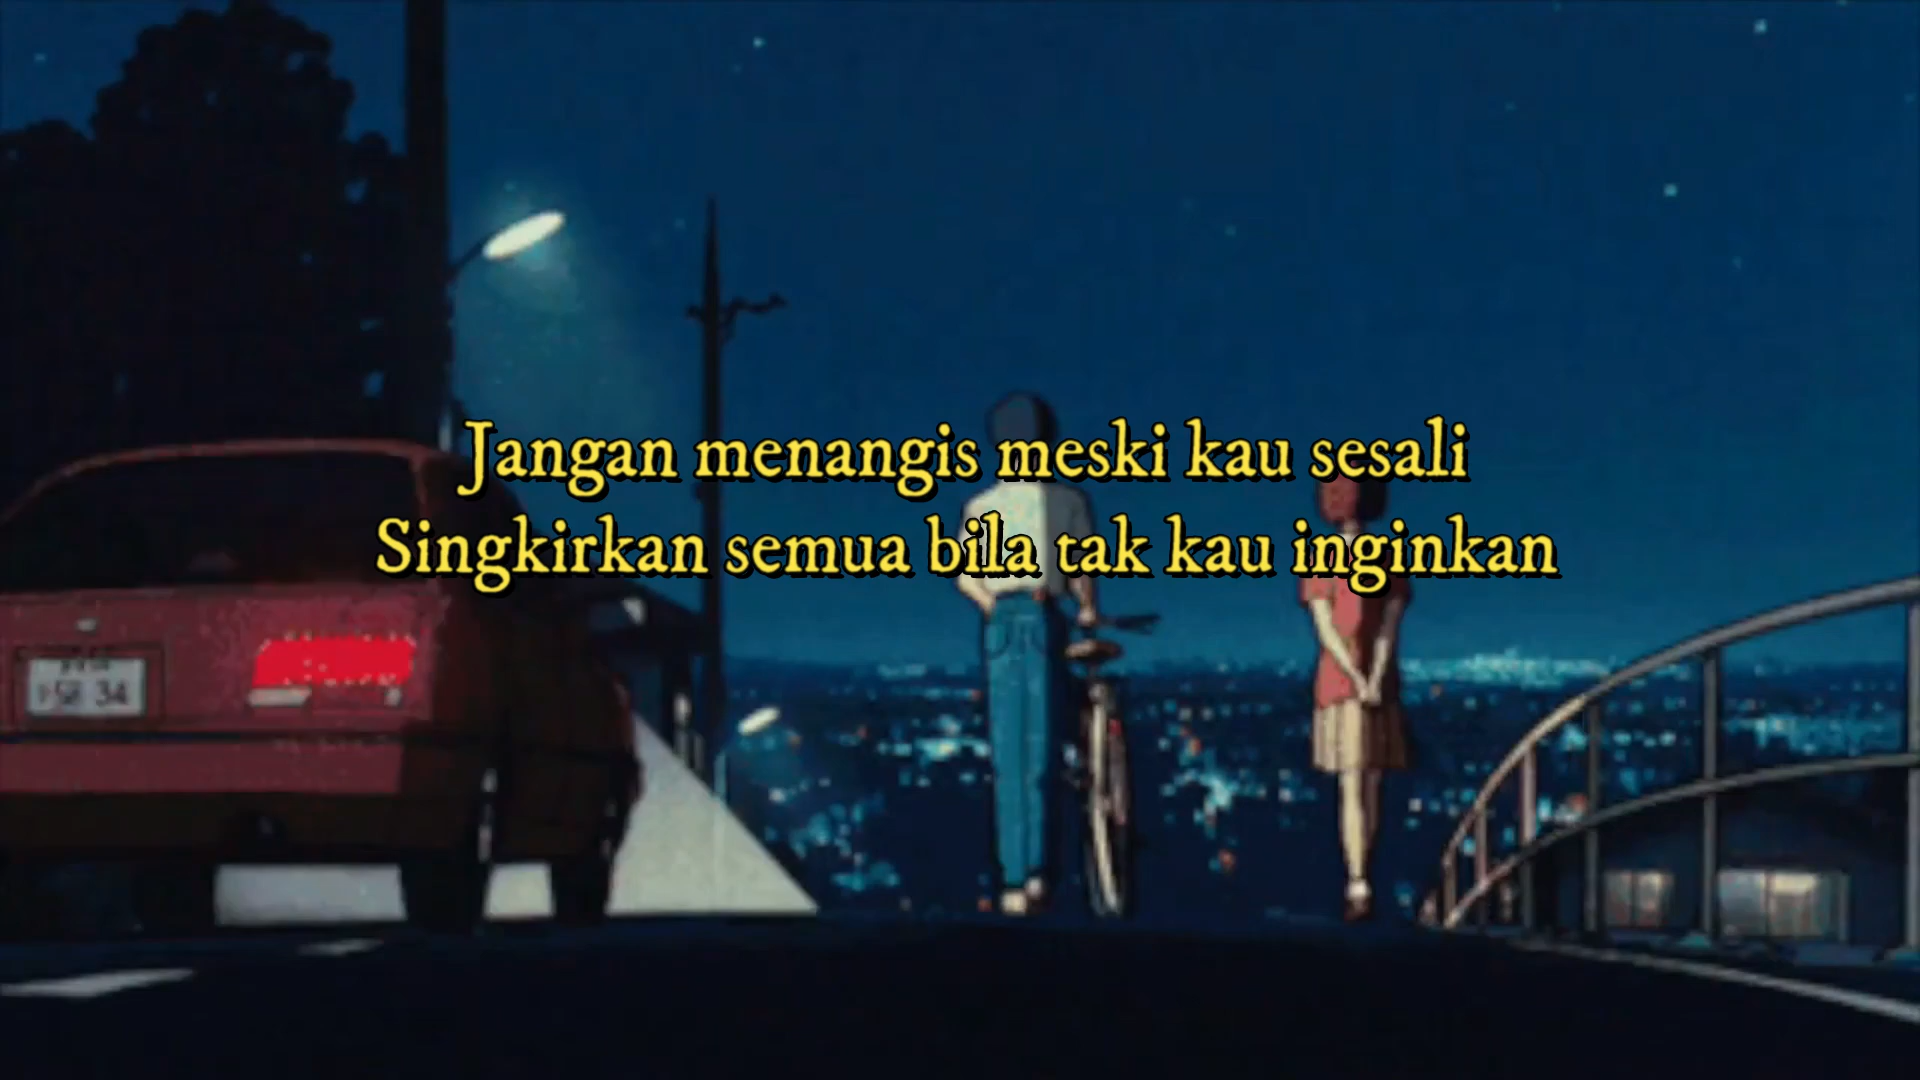 Jangan menangis meski kau sesali
Singkirkan semua bila tak kau inginkan